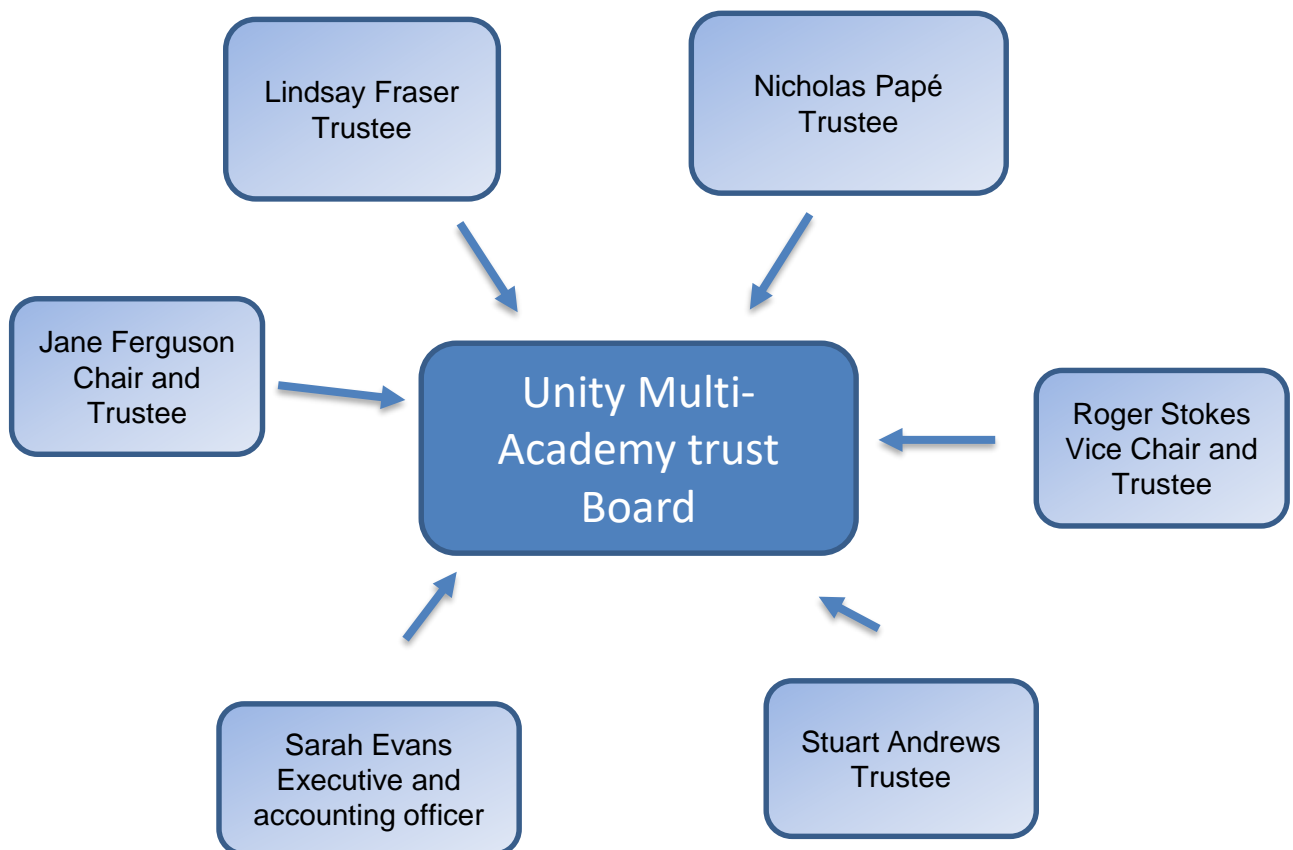 Lindsay Fraser
Trustee
Nicholas Papé
Trustee
Jane Ferguson
Chair and
Trustee
Unity Multi-
Academy trust
Board
Roger Stokes
Vice Chair and
Trustee
Sarah Evans
Executive and
accounting officer
Stuart Andrews
Trustee